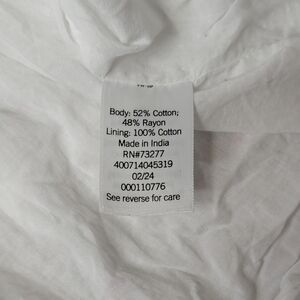 Body: 52% Cotton;
48% Rayon
Lining: 100% Cotton
Made in India
RN#73277
400714045319
02/24
000110776
See reverse for care